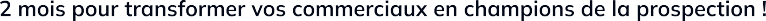 2 mois pour transformer vos commerciaux en champions de la prospection !